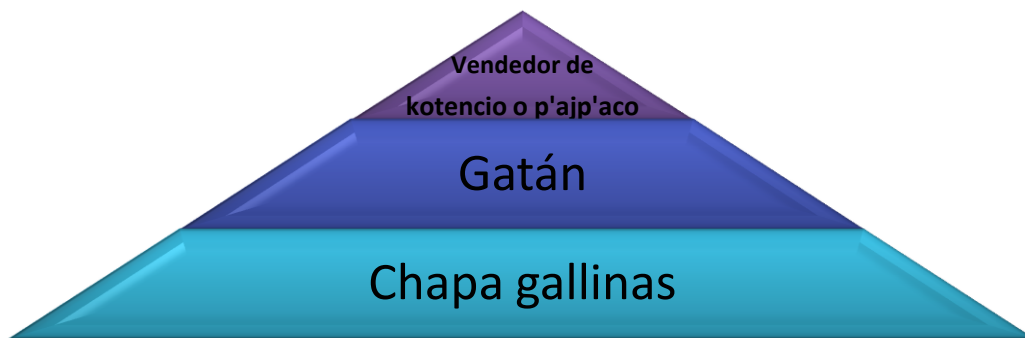 Vendedor de
kotencio o p'ajp'aco
Gatán
Chapa gallinas